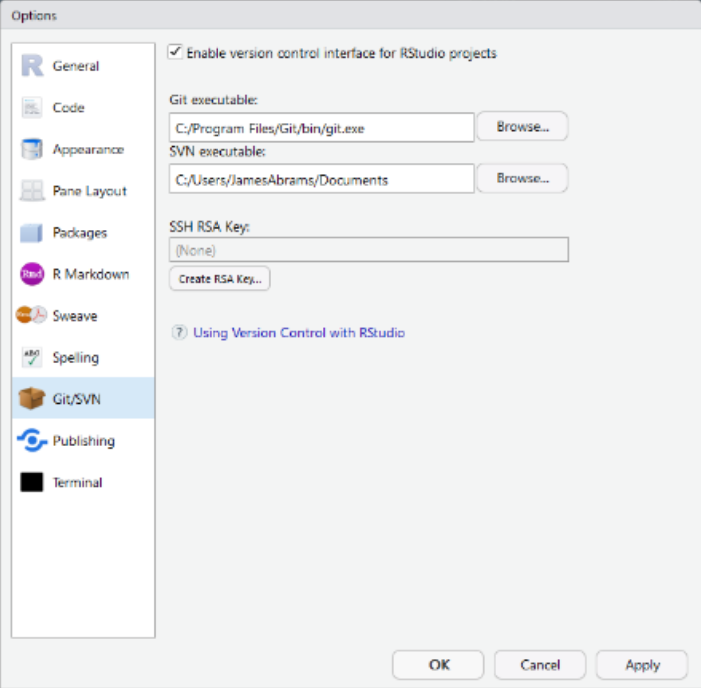 Options
General
Code
Appearance
Pane Layout
Packages
Rmd R Markdown
Sweave
ABC Spelling
Git/SVN
Publishing
Terminal
Enable version control interface for RStudio projects
Git executable:
C:/Program Files/Git/bin/git.exe Browse...
SVN executable:
C:/Users/JamesAbrams/Documents Browse...
SSH RSA Key:
(None)
Create RSA Key...
? Using Version Control with RStudio
OK Cancel Apply